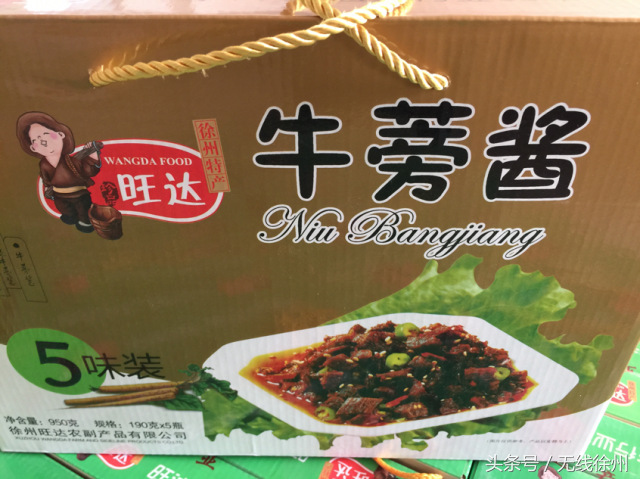 徐州特产
WANGDA FOOD
旺达
牛蒡酱
Niu Bangjiang
5味装
净含量：950克 规格：190克x5瓶
徐州旺达农副产品有限公司
头条号 / 无线徐州